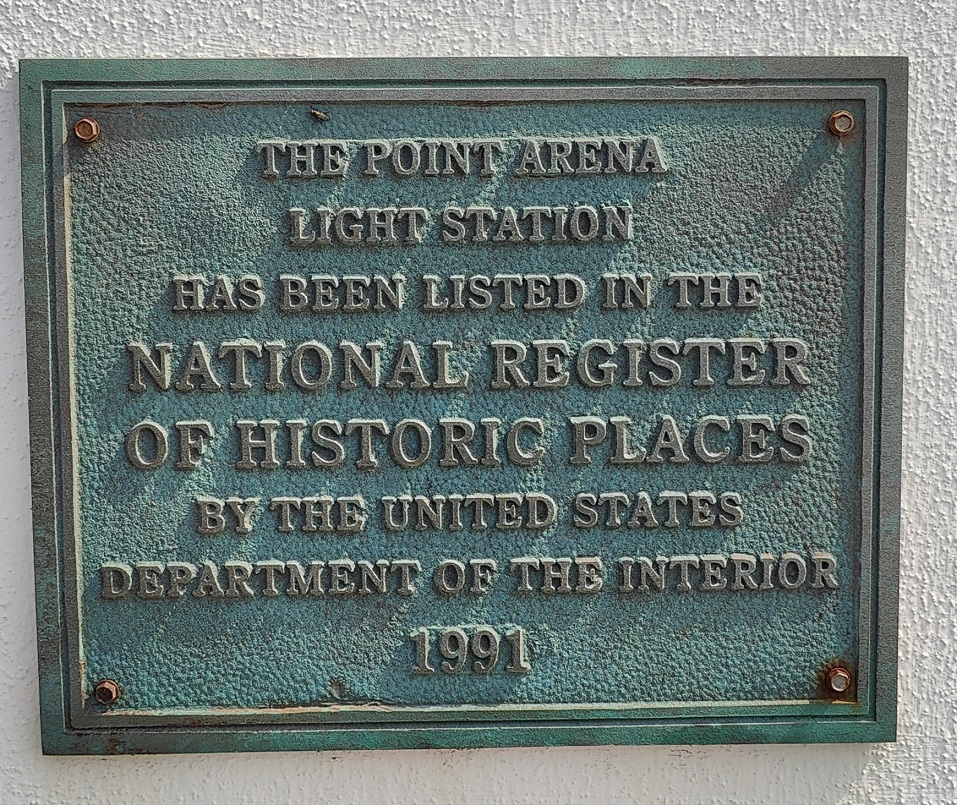 THE POINT ARENA
LIGHT STATION
HAS BEEN LISTED IN THE
NATIONAL REGISTER
OF HISTORIC PLACES
BY THE UNITED STATES
DEPARTMENT OF THE INTERIOR
1991